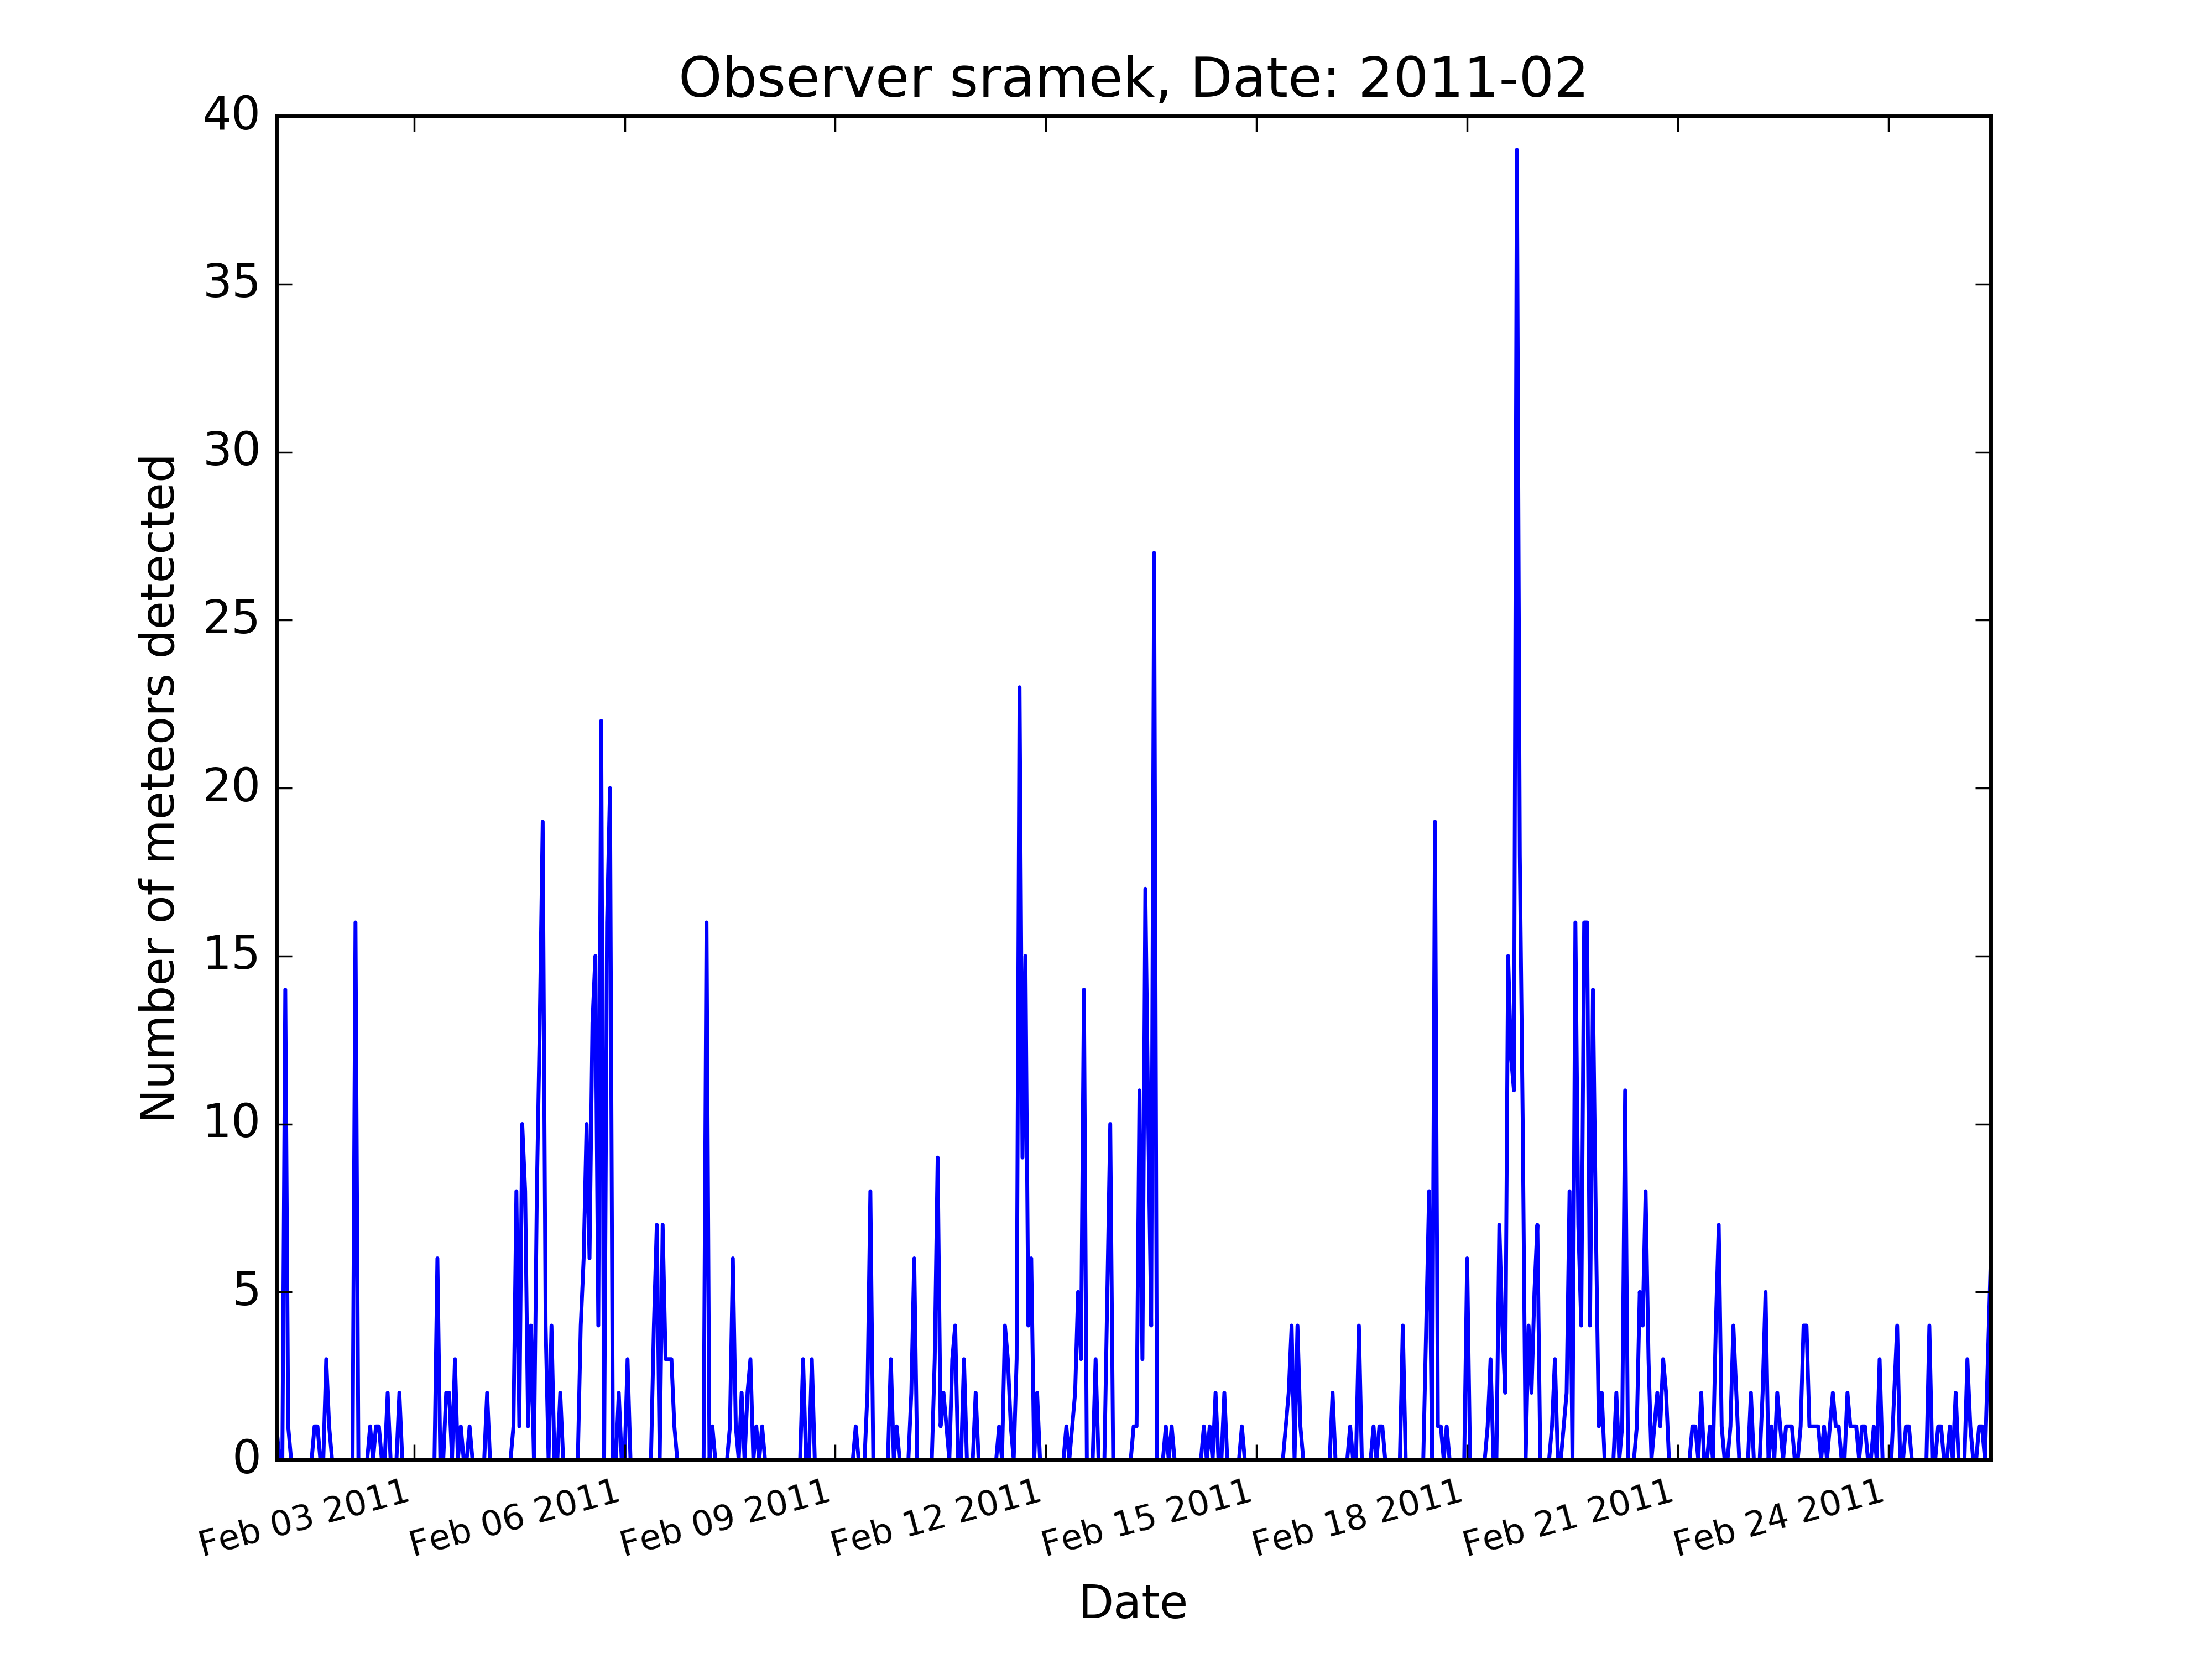 Observer sramek, Date: 2011-02
40
35
30
25
20
15
10
5
0
Number of meteors detected
Feb 03 2011
Feb 06 2011
Feb 09 2011
Feb 12 2011
Feb 15 2011
Feb 18 2011
Feb 21 2011
Feb 24 2011
Date